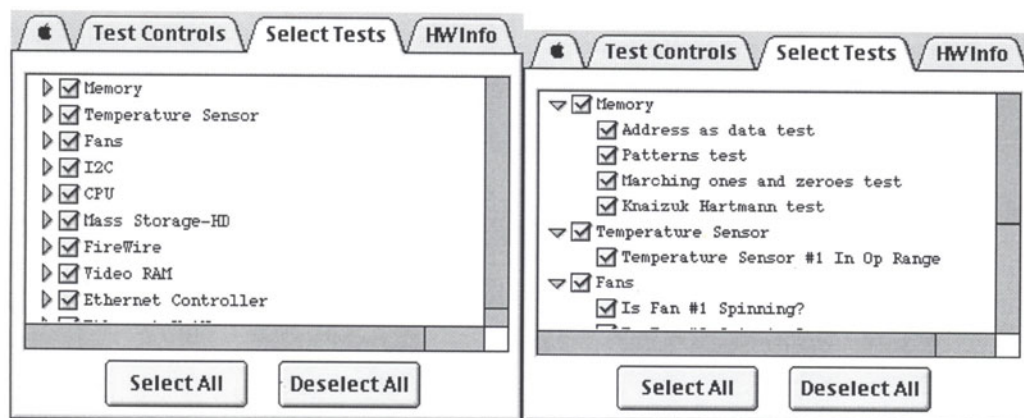 Test Controls Select Tests HWInfo
Memory
Temperature Sensor
Fans
I2C
CPU
Mass Storage-HD
FireWire
Video RAM
Ethernet Controller
Select All Deselect All
Test Controls Select Tests HWInfo
Memory
Address as data test
Patterns test
Marching ones and zeroes test
Knaizuk Hartmann test
Temperature Sensor
Temperature Sensor #1 In Op Range
Fans
Is Fan #1 Spinning?
Select All Deselect All